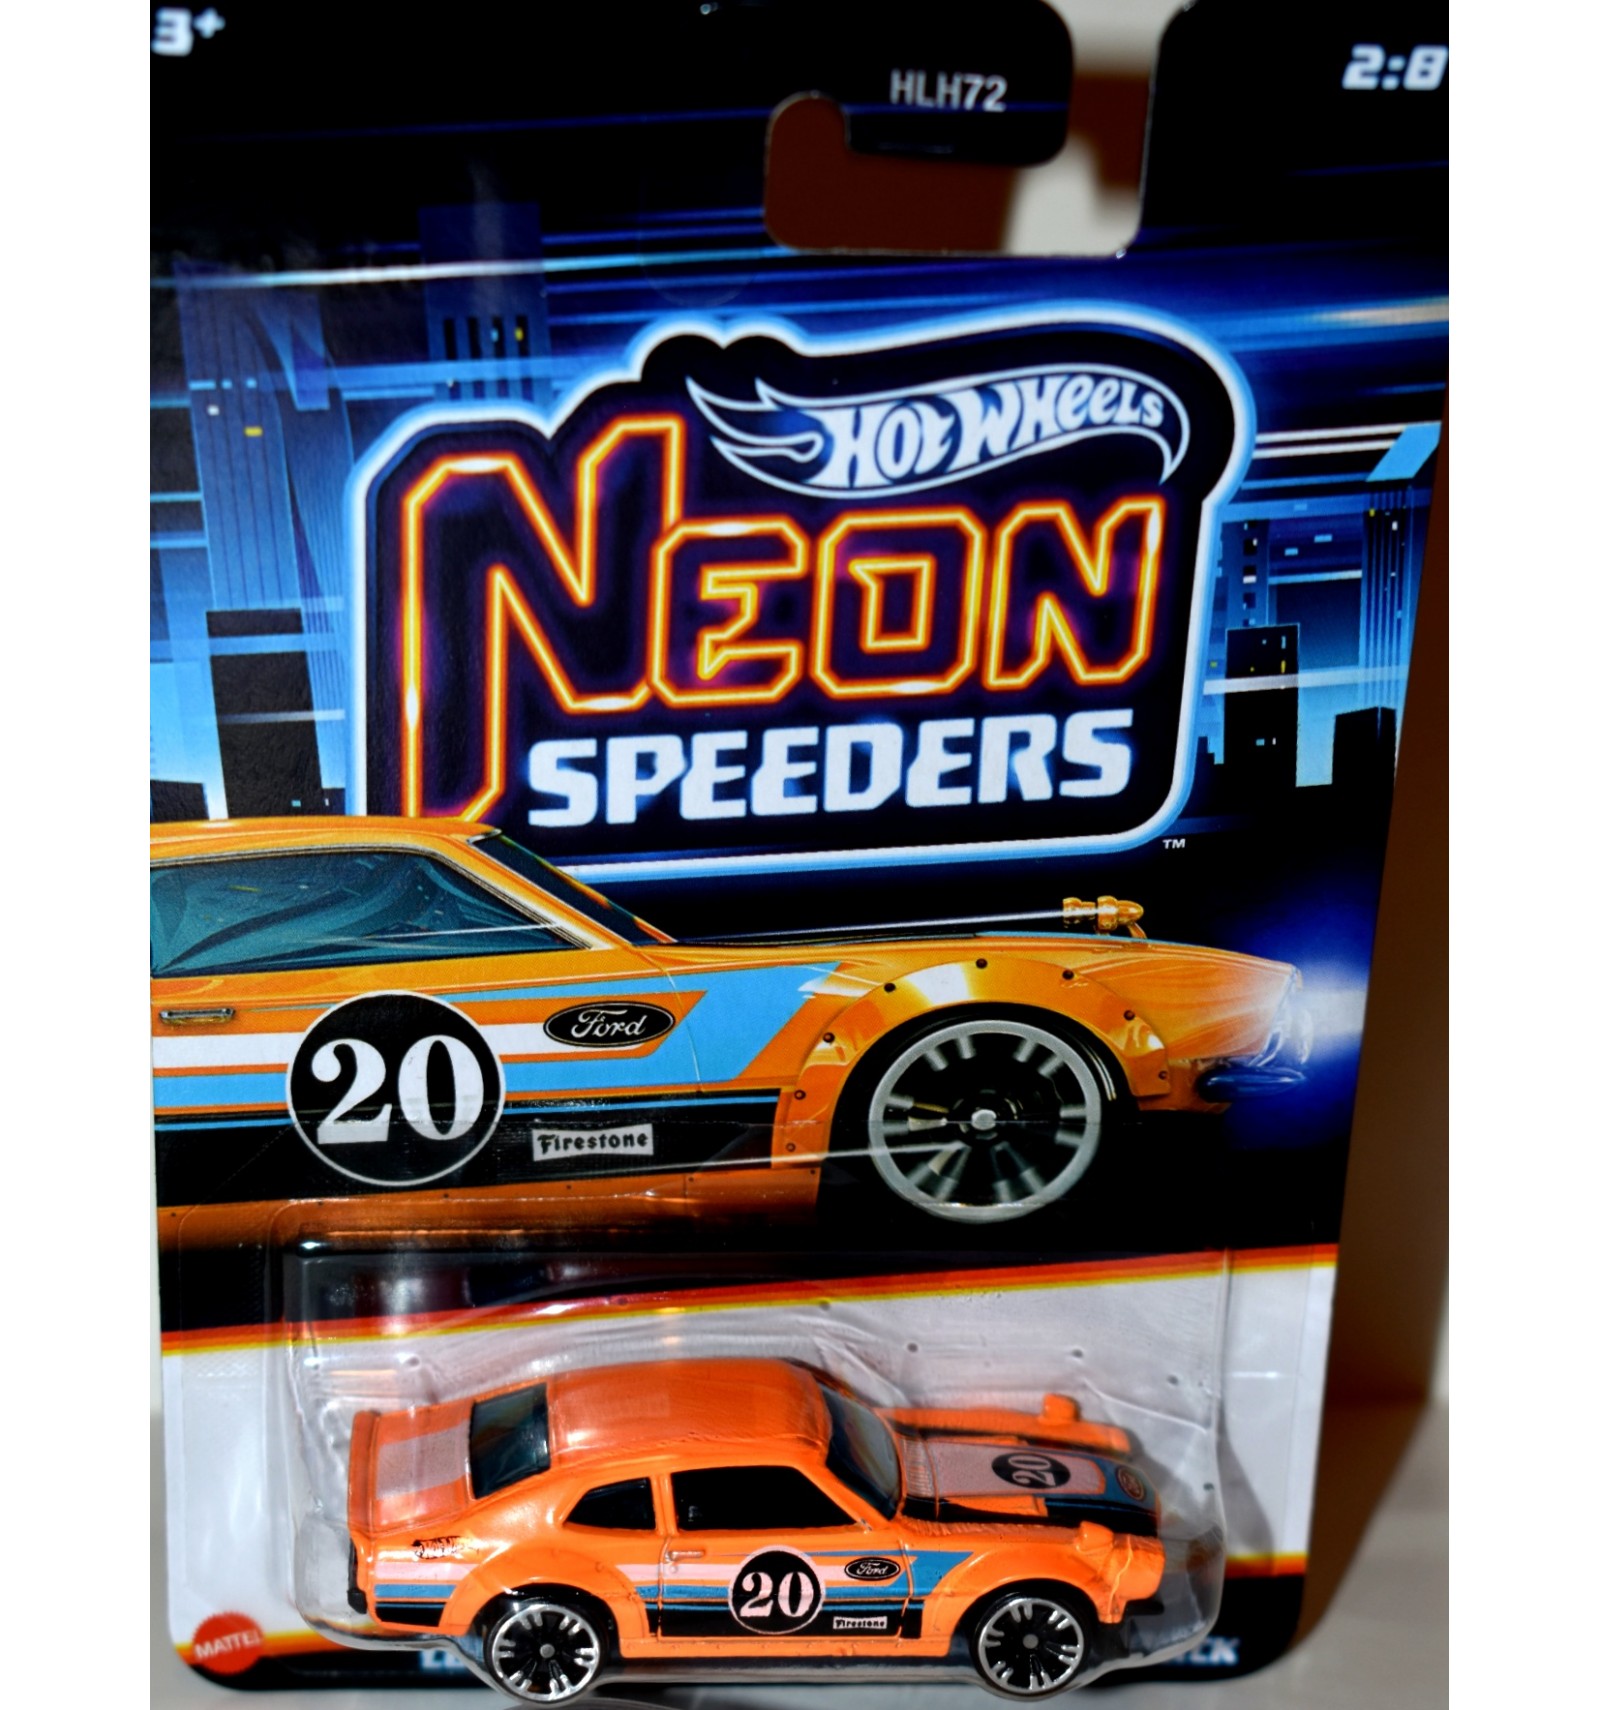 3+
HLH72
2:8
HOT WHEELS
NEON
SPEEDERS
™
Ford
20
Firestone
20
Ford
20
Firestone
MATTEL